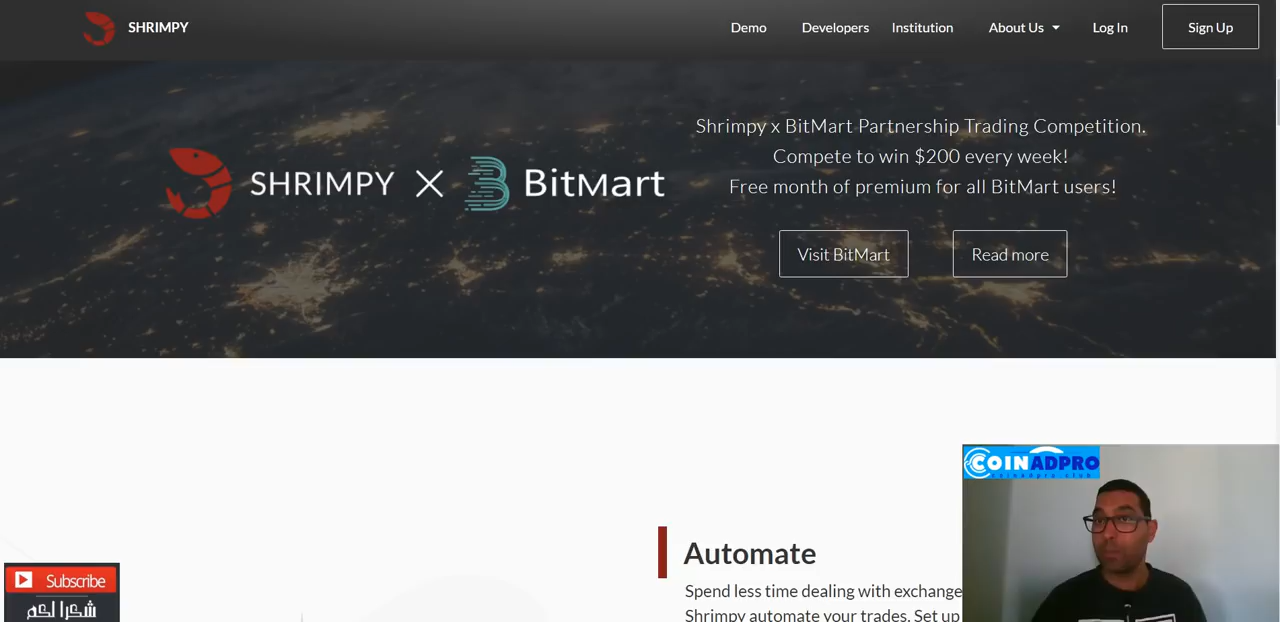 SHRIMPY
Demo
Developers
Institution
About Us
Log In
Sign Up
SHRIMPY
BITMART
Shrimpy x BitMart Partnership Trading Competition.
Compete to win $200 every week!
Free month of premium for all BitMart users!
Visit BitMart
Read more
Automate
Spend less time dealing with exchange
Shrimpy automate your trades. Set up
COINADPRO
Subscribe
شكرا لكم